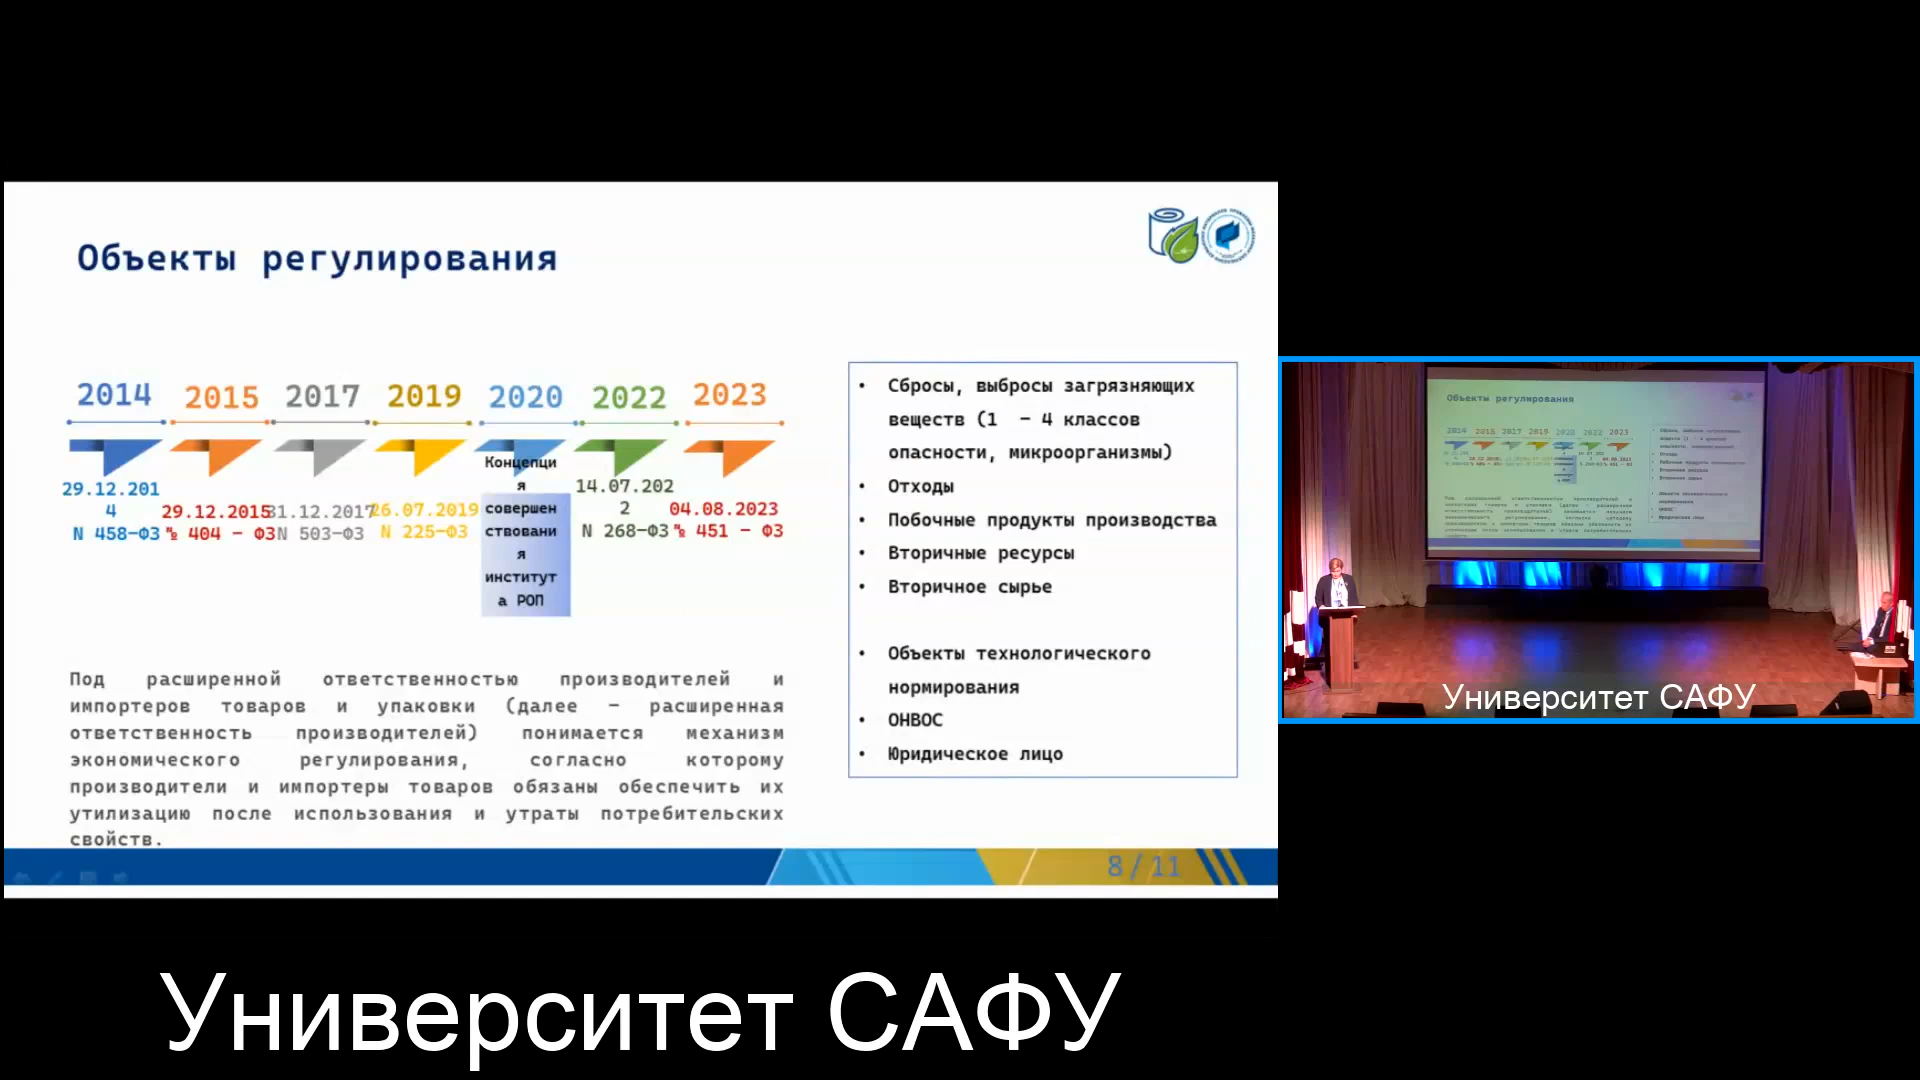 Объекты регулирования
2014
2015
2017
2019
2020
2022
2023
29.12.201
4
N 458-ФЗ
29.12.2015
№ 404 - ФЗ
31.12.2017
N 503-ФЗ
26.07.2019
N 225-ФЗ
Концепци
я
совершен
ствовани
я
институт
а РОП
14.07.202
2
N 268-ФЗ
04.08.2023
№ 451 - ФЗ
Под расширенной ответственностью производителей и
импортеров товаров и упаковки (далее - расширенная
ответственность производителей) понимается механизм
экономического регулирования, согласно которому
производители и импортеры товаров обязаны обеспечить их
утилизацию после использования и утраты потребительских
свойств.
• Сбросы, выбросы загрязняющих
веществ (1 - 4 классов
опасности, микроорганизмы)
• Отходы
• Побочные продукты производства
• Вторичные ресурсы
• Вторичное сырье
• Объекты технологического
нормирования
• ОНВОС
• Юридическое лицо
8 / 11
Объекты регулирования
Университет САФУ
Университет САФУ